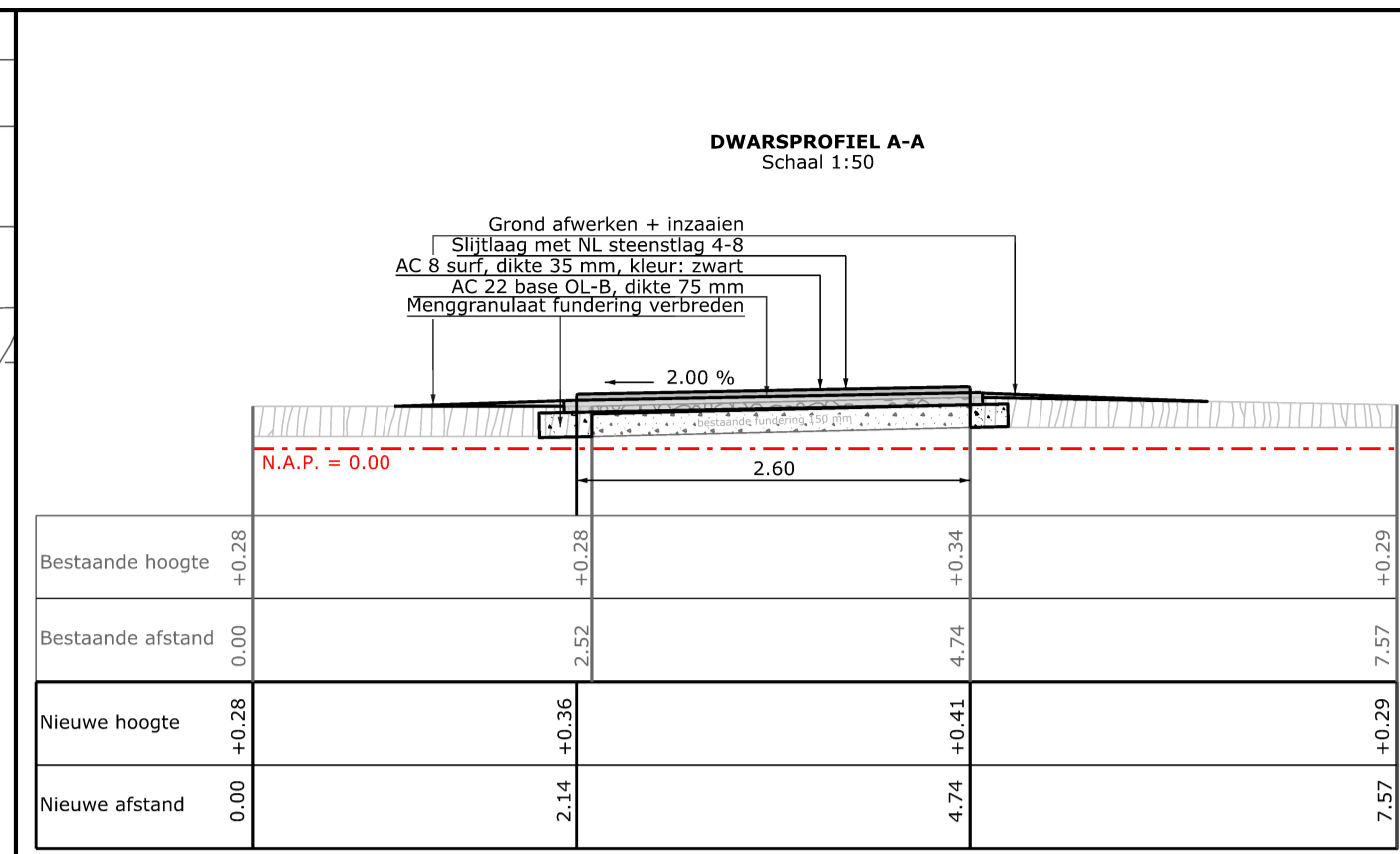 DWARSPROFIEL A-A
Schaal 1:50
Grond afwerken + inzaaien
Slijtlaag met NL steenstlag 4-8
AC 8 surf, dikte 35 mm, kleur: zwart
AC 22 base OL-B, dikte 75 mm
Menggranulaat fundering verbreden
2.00 %
bestaande fundering 150 mm
N.A.P. = 0.00
2.60
Bestaande hoogte +0.28 +0.28 +0.34 +0.29
Bestaande afstand 0.00 2.52 4.74 7.57
Nieuwe hoogte +0.28 +0.36 +0.41 +0.29
Nieuwe afstand 0.00 2.14 4.74 7.57